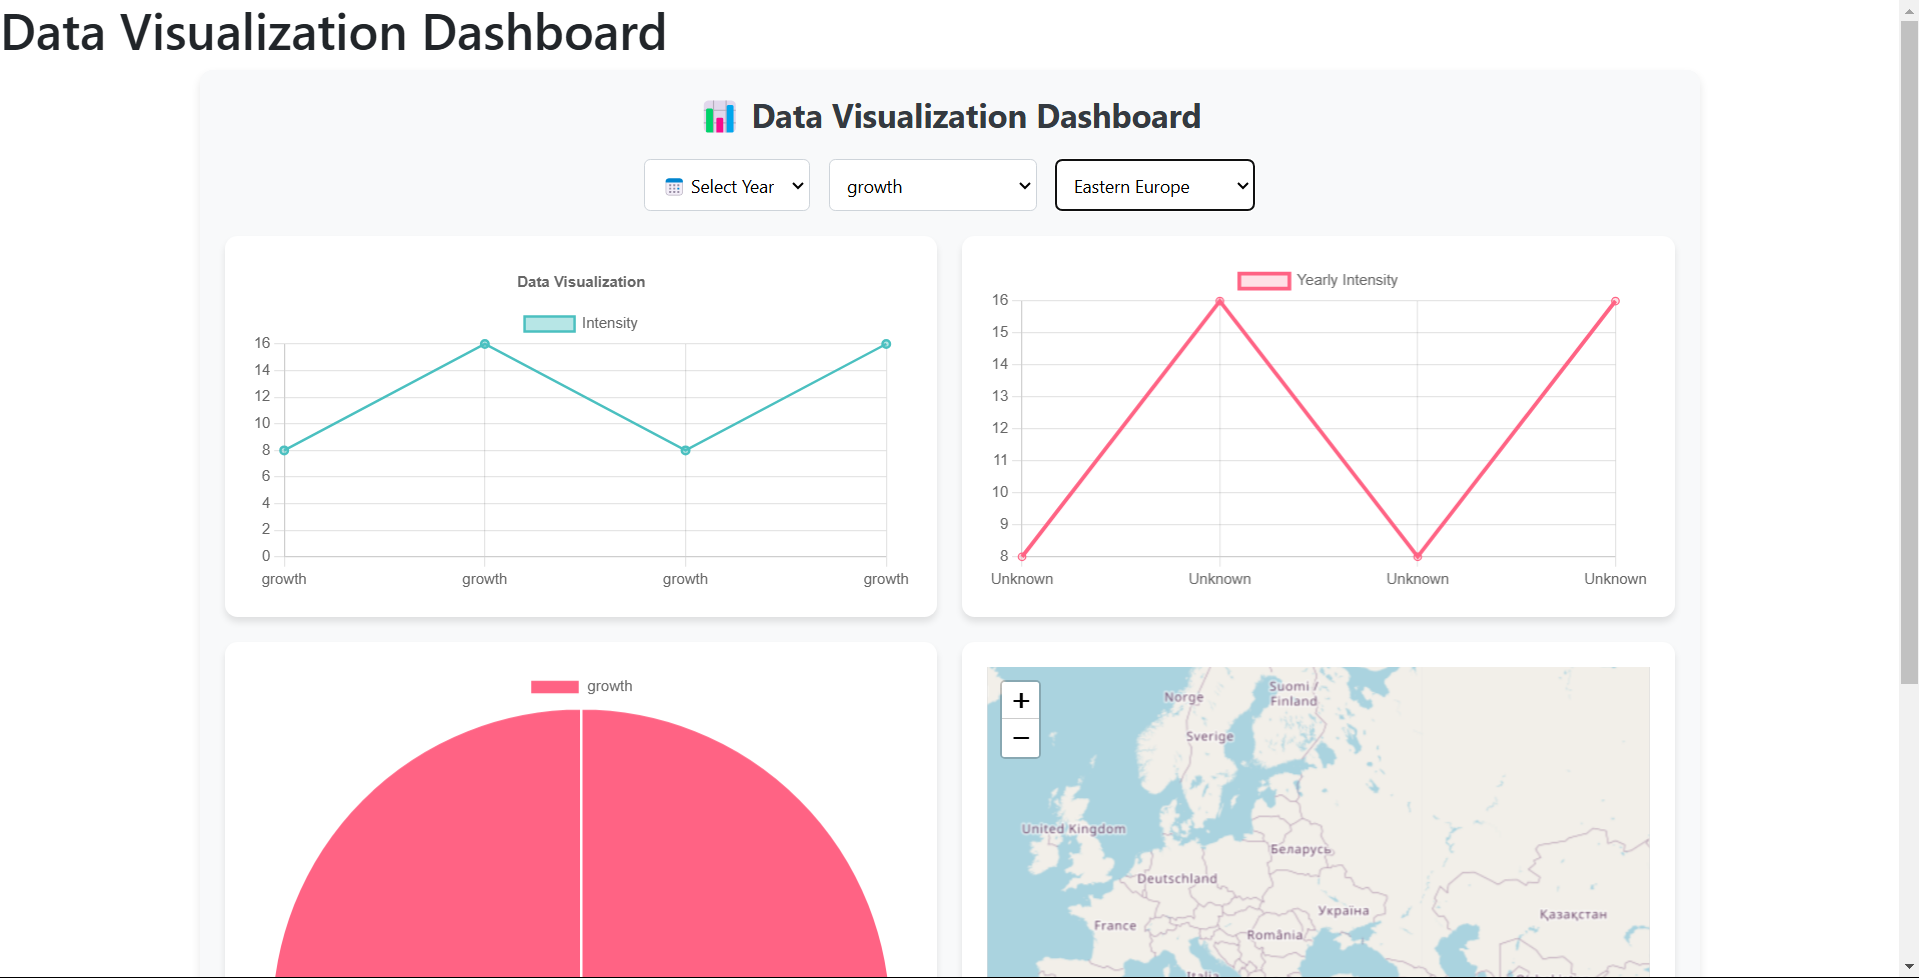 Data Visualization Dashboard
📊 Data Visualization Dashboard
Select Year
growth
Eastern Europe
Data Visualization
Intensity
16
14
12
10
8
6
4
2
0
growth growth growth growth
Yearly Intensity
16
15
14
13
12
11
10
9
8
Unknown Unknown Unknown Unknown
growth
+
−
Norge
Suomi /
Finland
Sverige
United Kingdom
Беларусь
Deutschland
Україна
Қазақстан
France
România
Italia